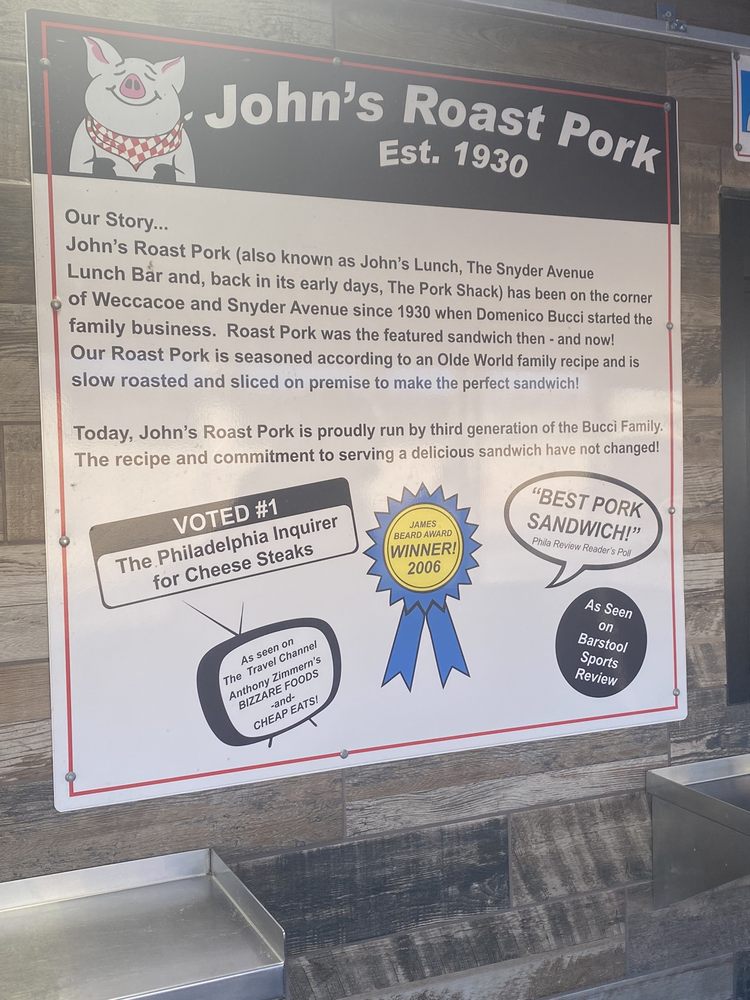 John's Roast Pork
Est. 1930
Our Story...
John's Roast Pork (also known as John's Lunch, The Snyder Avenue
Lunch Bar and, back in its early days, The Pork Shack) has been on the corner
of Weccacoe and Snyder Avenue since 1930 when Domenico Bucci started the
family business. Roast Pork was the featured sandwich then - and now!
Our Roast Pork is seasoned according to an Olde World family recipe and is
slow roasted and sliced on premise to make the perfect sandwich!
Today, John's Roast Pork is proudly run by third generation of the Bucci Family.
The recipe and commitment to serving a delicious sandwich have not changed!
VOTED #1
The Philadelphia Inquirer
for Cheese Steaks
JAMES
BEARD AWARD
WINNER!
2006
"BEST PORK
SANDWICH!"
Phila Review Reader's Poll
As seen on
The Travel Channel
Anthony Zimmern's
BIZZARE FOODS
-and-
CHEAP EATS!
As Seen
on
Barstool
Sports
Review